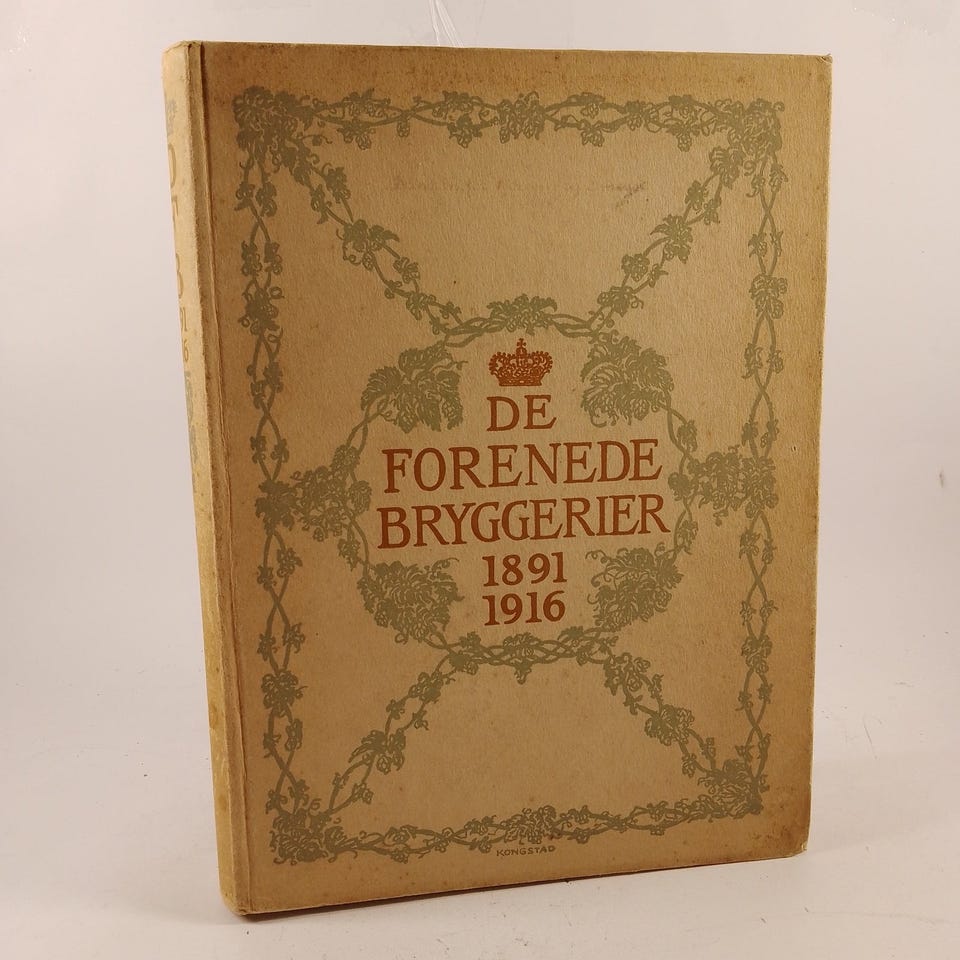 DE
FORENEDE
BRYGGERIER
1891
1916
KONGSTAD